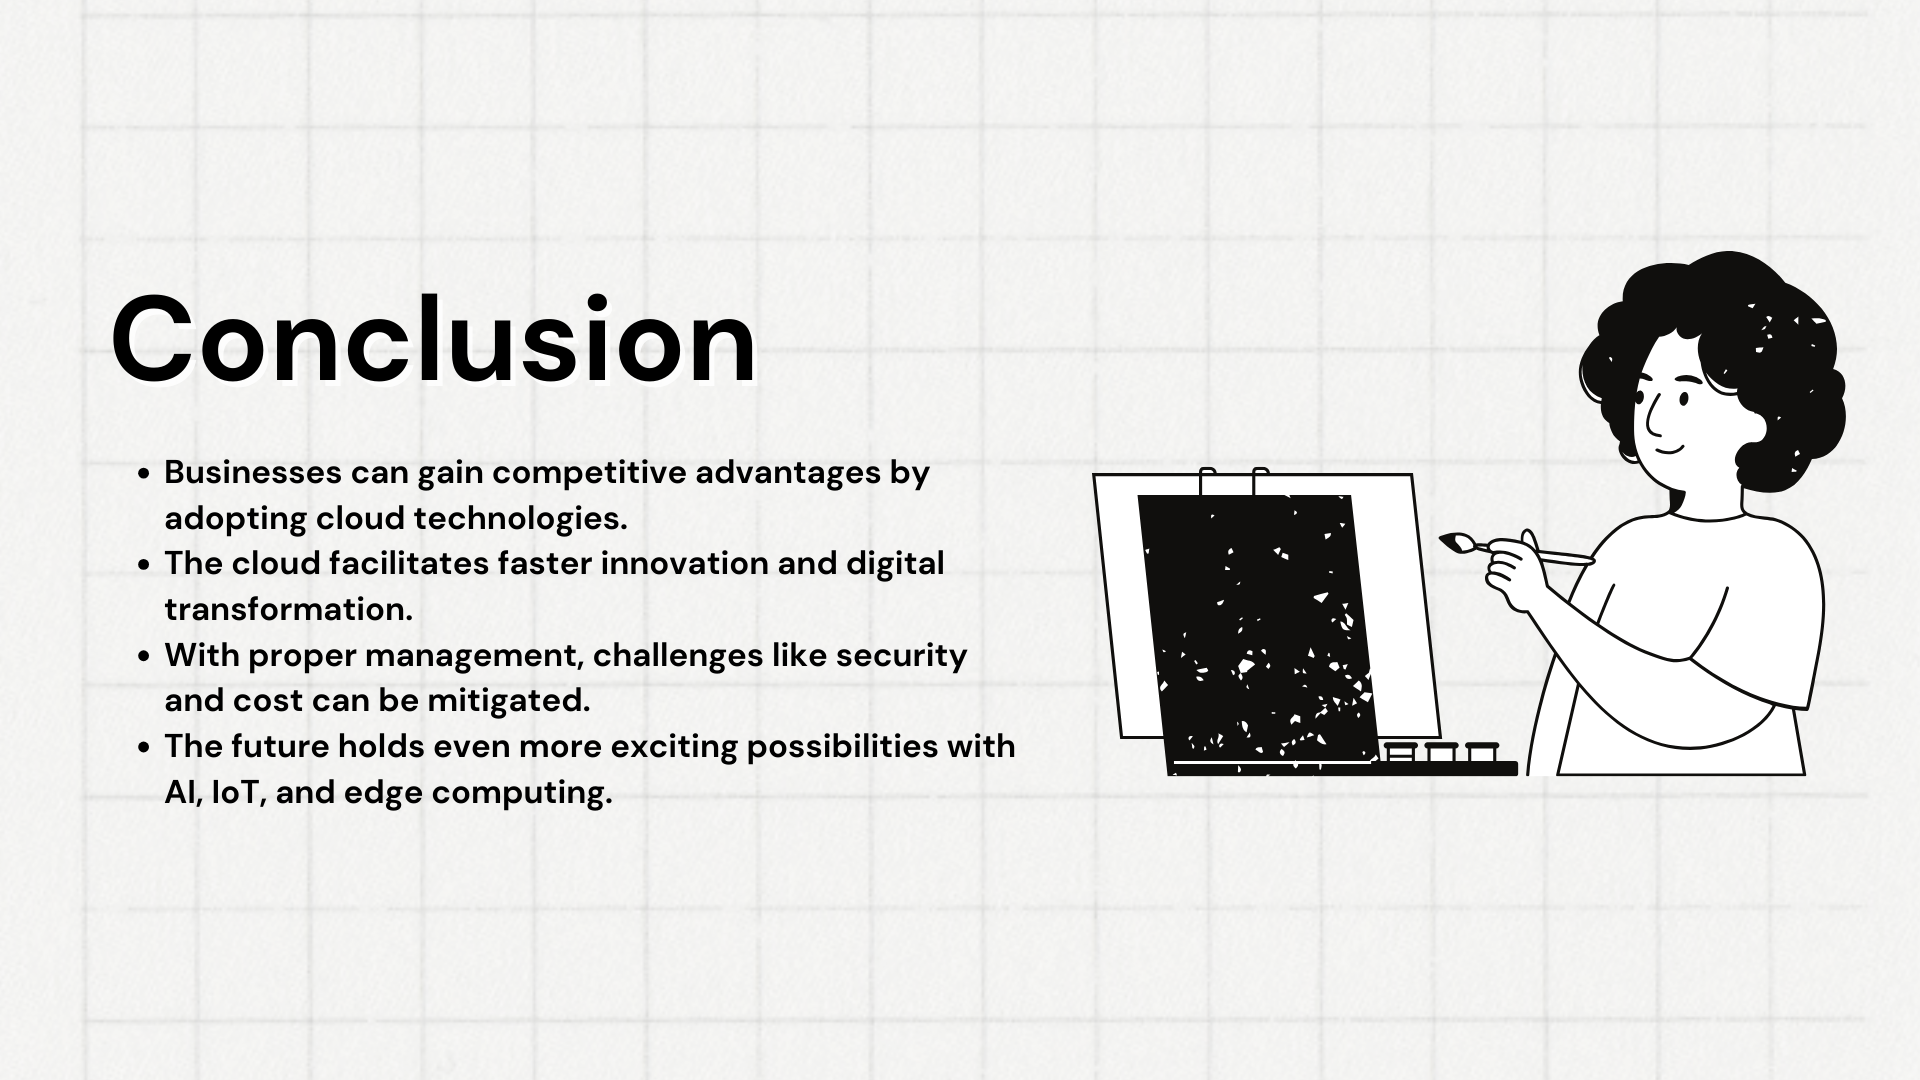 Conclusion
• Businesses can gain competitive advantages by
adopting cloud technologies.
• The cloud facilitates faster innovation and digital
transformation.
• With proper management, challenges like security
and cost can be mitigated.
• The future holds even more exciting possibilities with
AI, IoT, and edge computing.